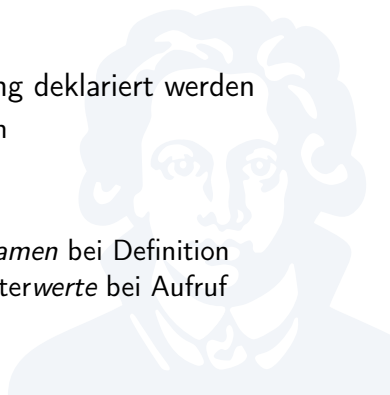 ng deklariert werden
n
amen bei Definition
terwerte bei Aufruf